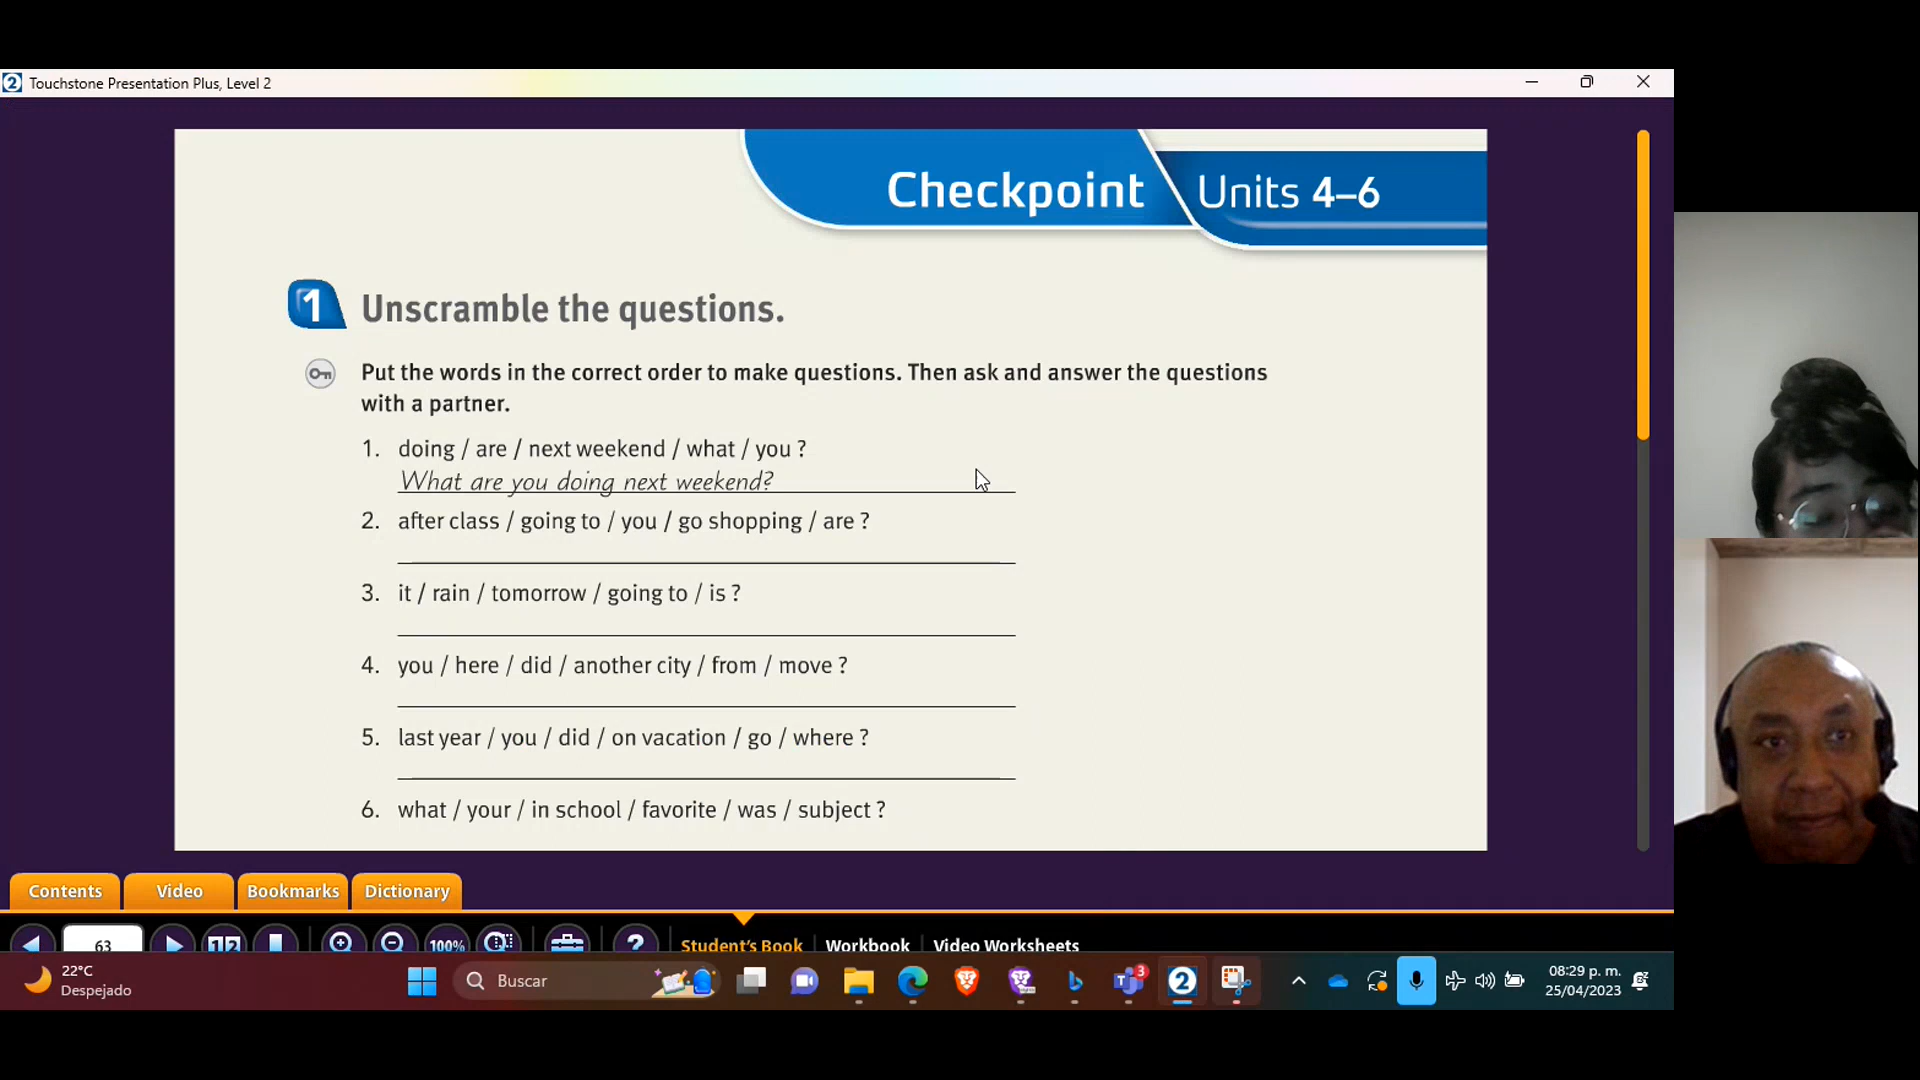 Touchstone Presentation Plus, Level 2
Checkpoint Units 4–6
1 Unscramble the questions.
Put the words in the correct order to make questions. Then ask and answer the questions
with a partner.
1. doing / are / next weekend / what / you ?
What are you doing next weekend?
2. after class / going to / you / go shopping / are ?
3. it / rain / tomorrow / going to / is ?
4. you / here / did / another city / from / move ?
5. last year / you / did / on vacation / go / where ?
6. what / your / in school / favorite / was / subject ?
Contents Video Bookmarks Dictionary
63 1 2 100% ? Student's Book Workbook Video Worksheets
22°C
Despejado
Buscar
3
2
08:29 p. m.
25/04/2023